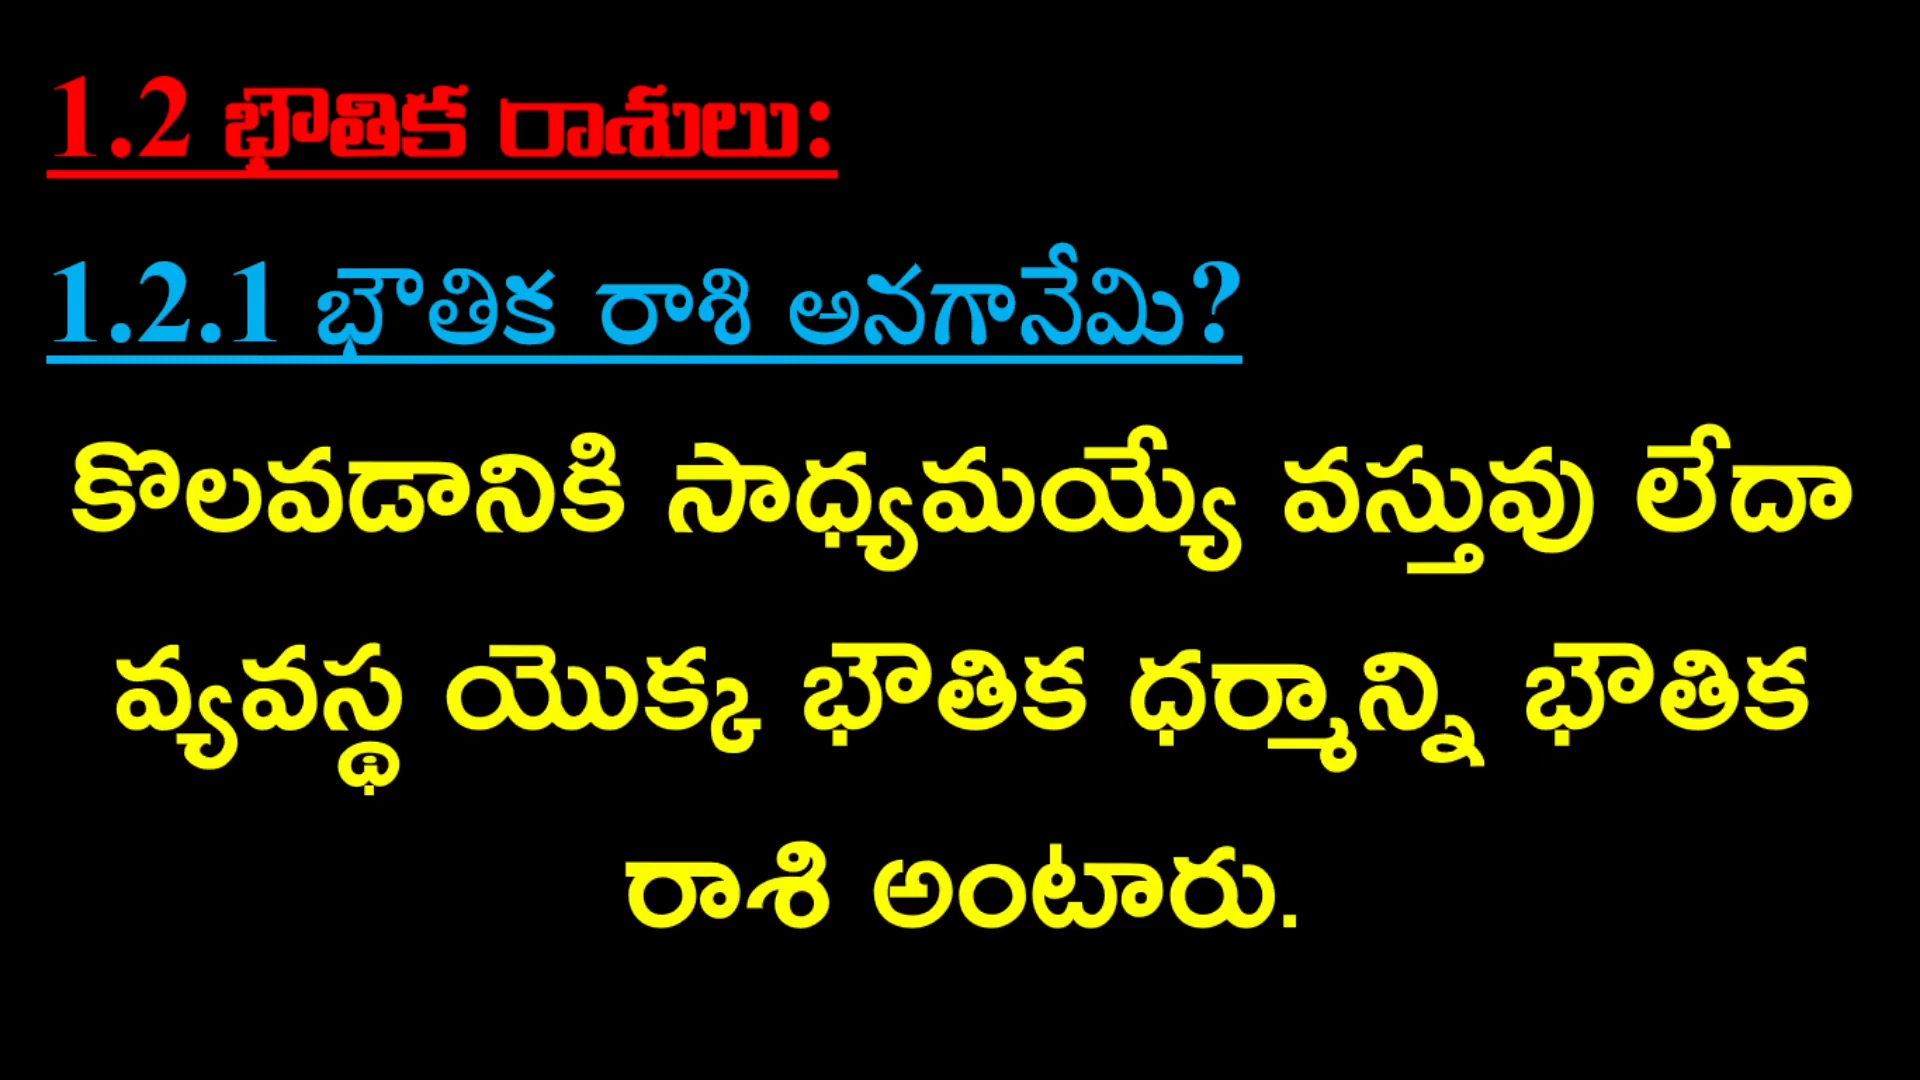 1.2 భౌతిక రాశులు:
1.2.1 భౌతిక రాశి అనగానేమి?
కొలవడానికి సాధ్యమయ్యే వస్తువు లేదా
వ్యవస్థ యొక్క భౌతిక ధర్మాన్ని భౌతిక
రాశి అంటారు.